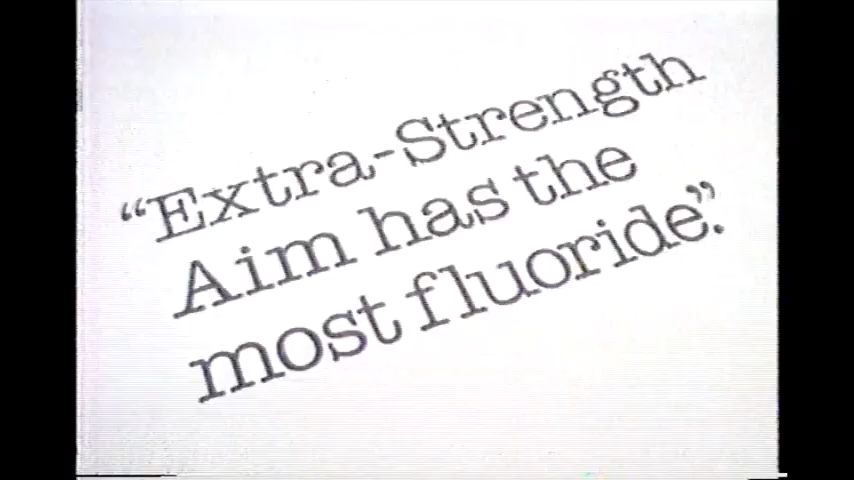 “Extra-Strength
Aim has the
most fluoride”.